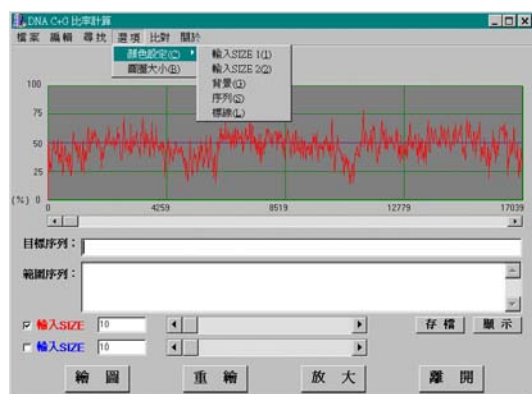 DNA C+G 比率計算
檔案 編輯 尋找 選項 比對 關於
顏色設定(C)
圓圈大小(B)
輸入SIZE 1(1)
輸入SIZE 2(2)
背景(G)
序列(S)
標線(L)
100
75
50
25
(%) 0
0 4259 8519 12779 17039
目標序列：
範圍序列：
輸入SIZE 10
存檔 顯示
輸入SIZE 10
繪圖 重繪 放大 離開